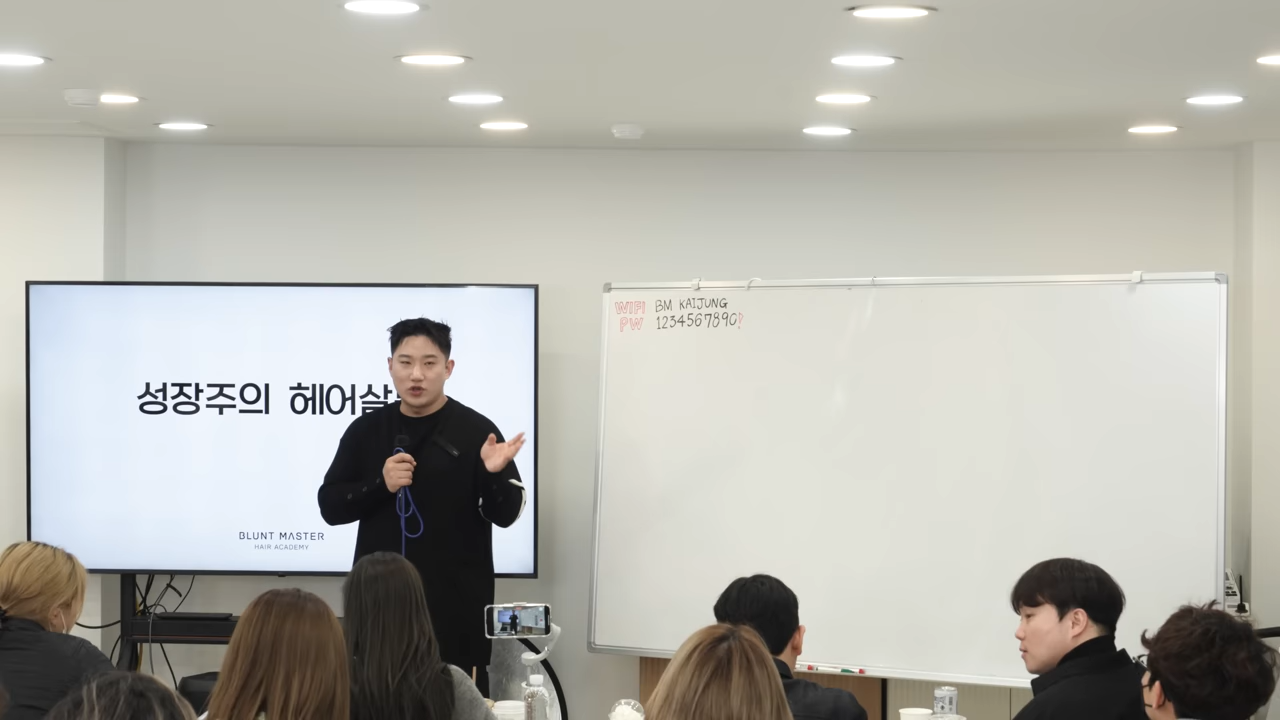 성장주의 헤어살
BLUNT MASTER
HAIR ACADEMY
WIFI BM KAIJUNG
PW 1234567890!